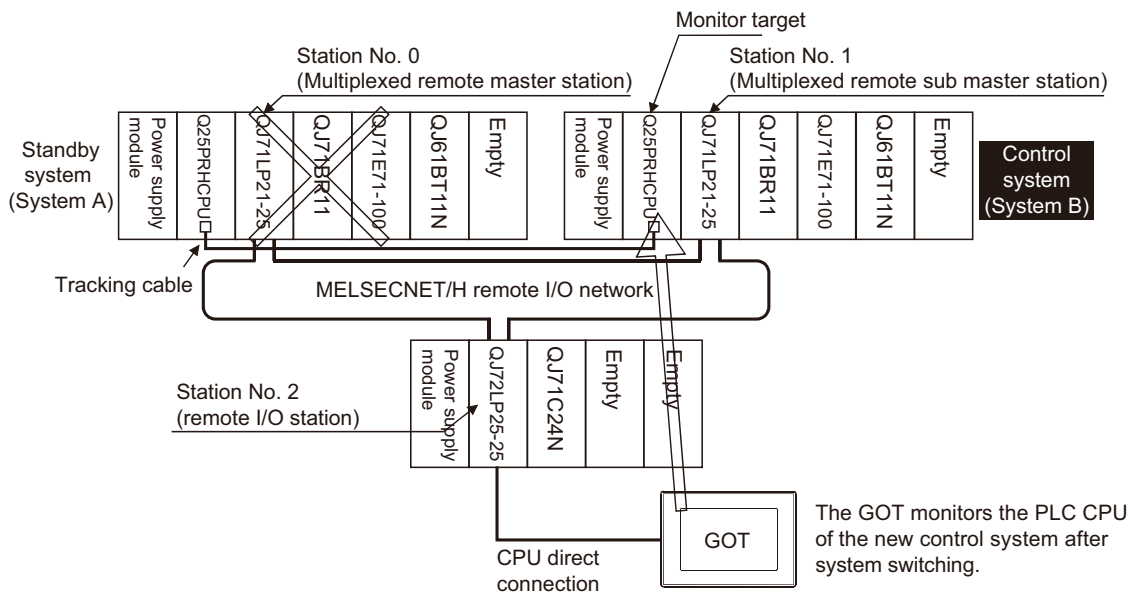 Monitor target
Station No. 0
(Multiplexed remote master station)
Station No. 1
(Multiplexed remote sub master station)
Standby
system
(System A)
Power supply
module
Q25PRHCPU
QJ71LP21-25
QJ71BR11
QJ71E71-100
QJ61BT11N
Empty
Power supply
module
Q25PRHCPU
QJ71LP21-25
QJ71BR11
QJ71E71-100
QJ61BT11N
Empty
Control
system
(System B)
Tracking cable
MELSECNET/H remote I/O network
Station No. 2
(remote I/O station)
Power supply
module
QJ72LP25-25
QJ71C24N
Empty
Empty
GOT
CPU direct
connection
The GOT monitors the PLC CPU
of the new control system after
system switching.